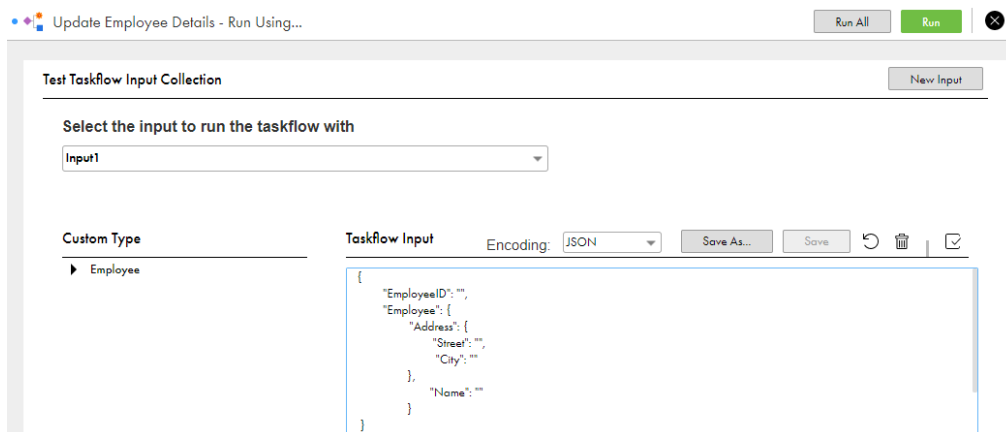 Update Employee Details - Run Using...
Run All
Run
Test Taskflow Input Collection
New Input
Select the input to run the taskflow with
Input1
Custom Type
Employee
Taskflow Input
Encoding:
JSON
Save As...
Save
{
"EmployeeID": "",
"Employee": {
"Address": {
"Street": "",
"City": ""
},
"Name": ""
}
}